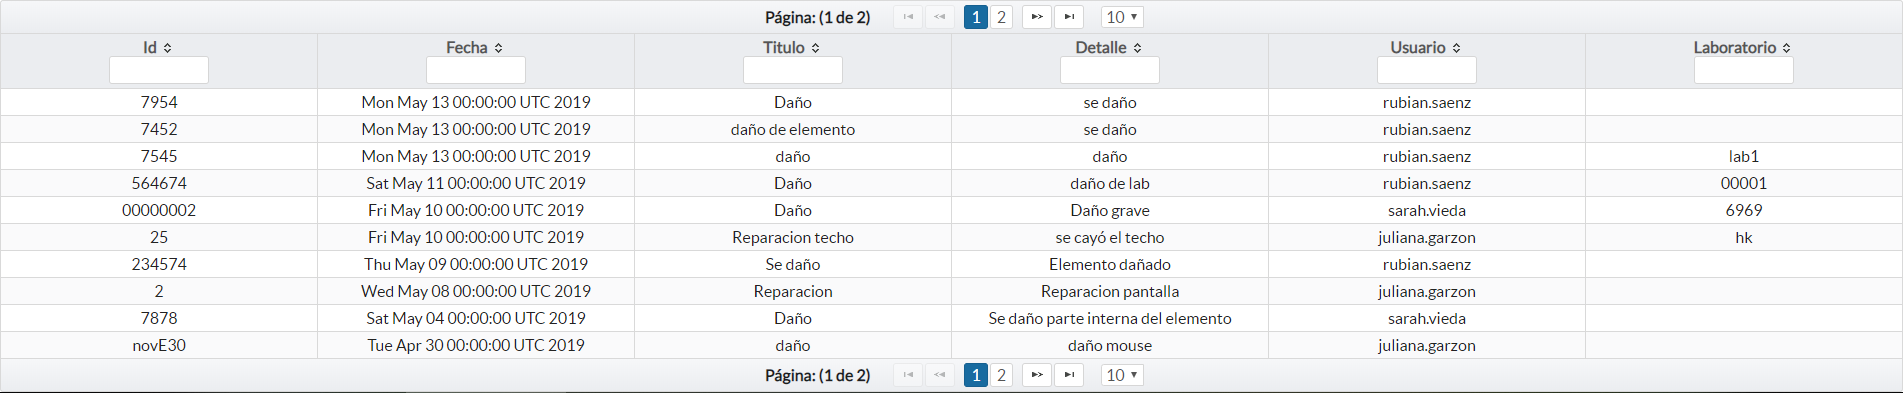 Página: (1 de 2) 1 2 10
Id Fecha Titulo Detalle Usuario Laboratorio
7954 Mon May 13 00:00:00 UTC 2019 Daño se daño rubian.saenz
7452 Mon May 13 00:00:00 UTC 2019 daño de elemento se daño rubian.saenz
7545 Mon May 13 00:00:00 UTC 2019 daño daño rubian.saenz lab1
564674 Sat May 11 00:00:00 UTC 2019 Daño daño de lab rubian.saenz 00001
00000002 Fri May 10 00:00:00 UTC 2019 Daño Daño grave sarah.vieda 6969
25 Fri May 10 00:00:00 UTC 2019 Reparacion techo se cayó el techo juliana.garzon hk
234574 Thu May 09 00:00:00 UTC 2019 Se daño Elemento dañado rubian.saenz
2 Wed May 08 00:00:00 UTC 2019 Reparacion Reparacion pantalla juliana.garzon
7878 Sat May 04 00:00:00 UTC 2019 Daño Se daño parte interna del elemento sarah.vieda
novE30 Tue Apr 30 00:00:00 UTC 2019 daño daño mouse juliana.garzon
Página: (1 de 2) 1 2 10